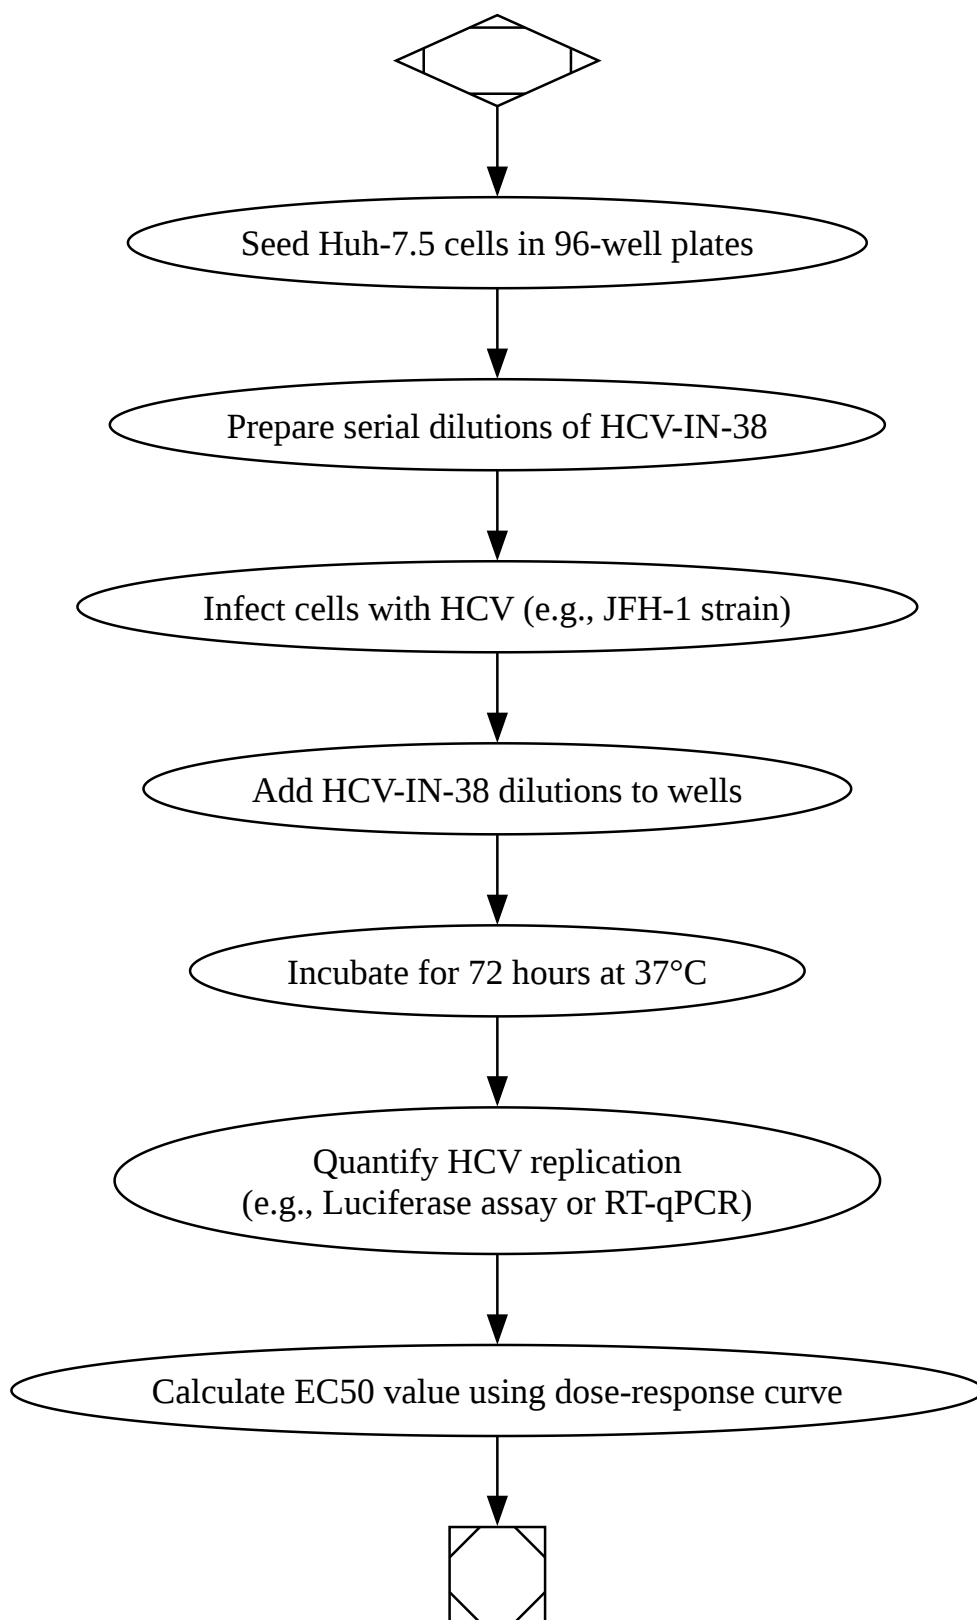 Seed Huh-7.5 cells in 96-well plates
Prepare serial dilutions of HCV-IN-38
Infect cells with HCV (e.g., JFH-1 strain)
Add HCV-IN-38 dilutions to wells
Incubate for 72 hours at 37°C
Quantify HCV replication
(e.g., Luciferase assay or RT-qPCR)
Calculate EC50 value using dose-response curve